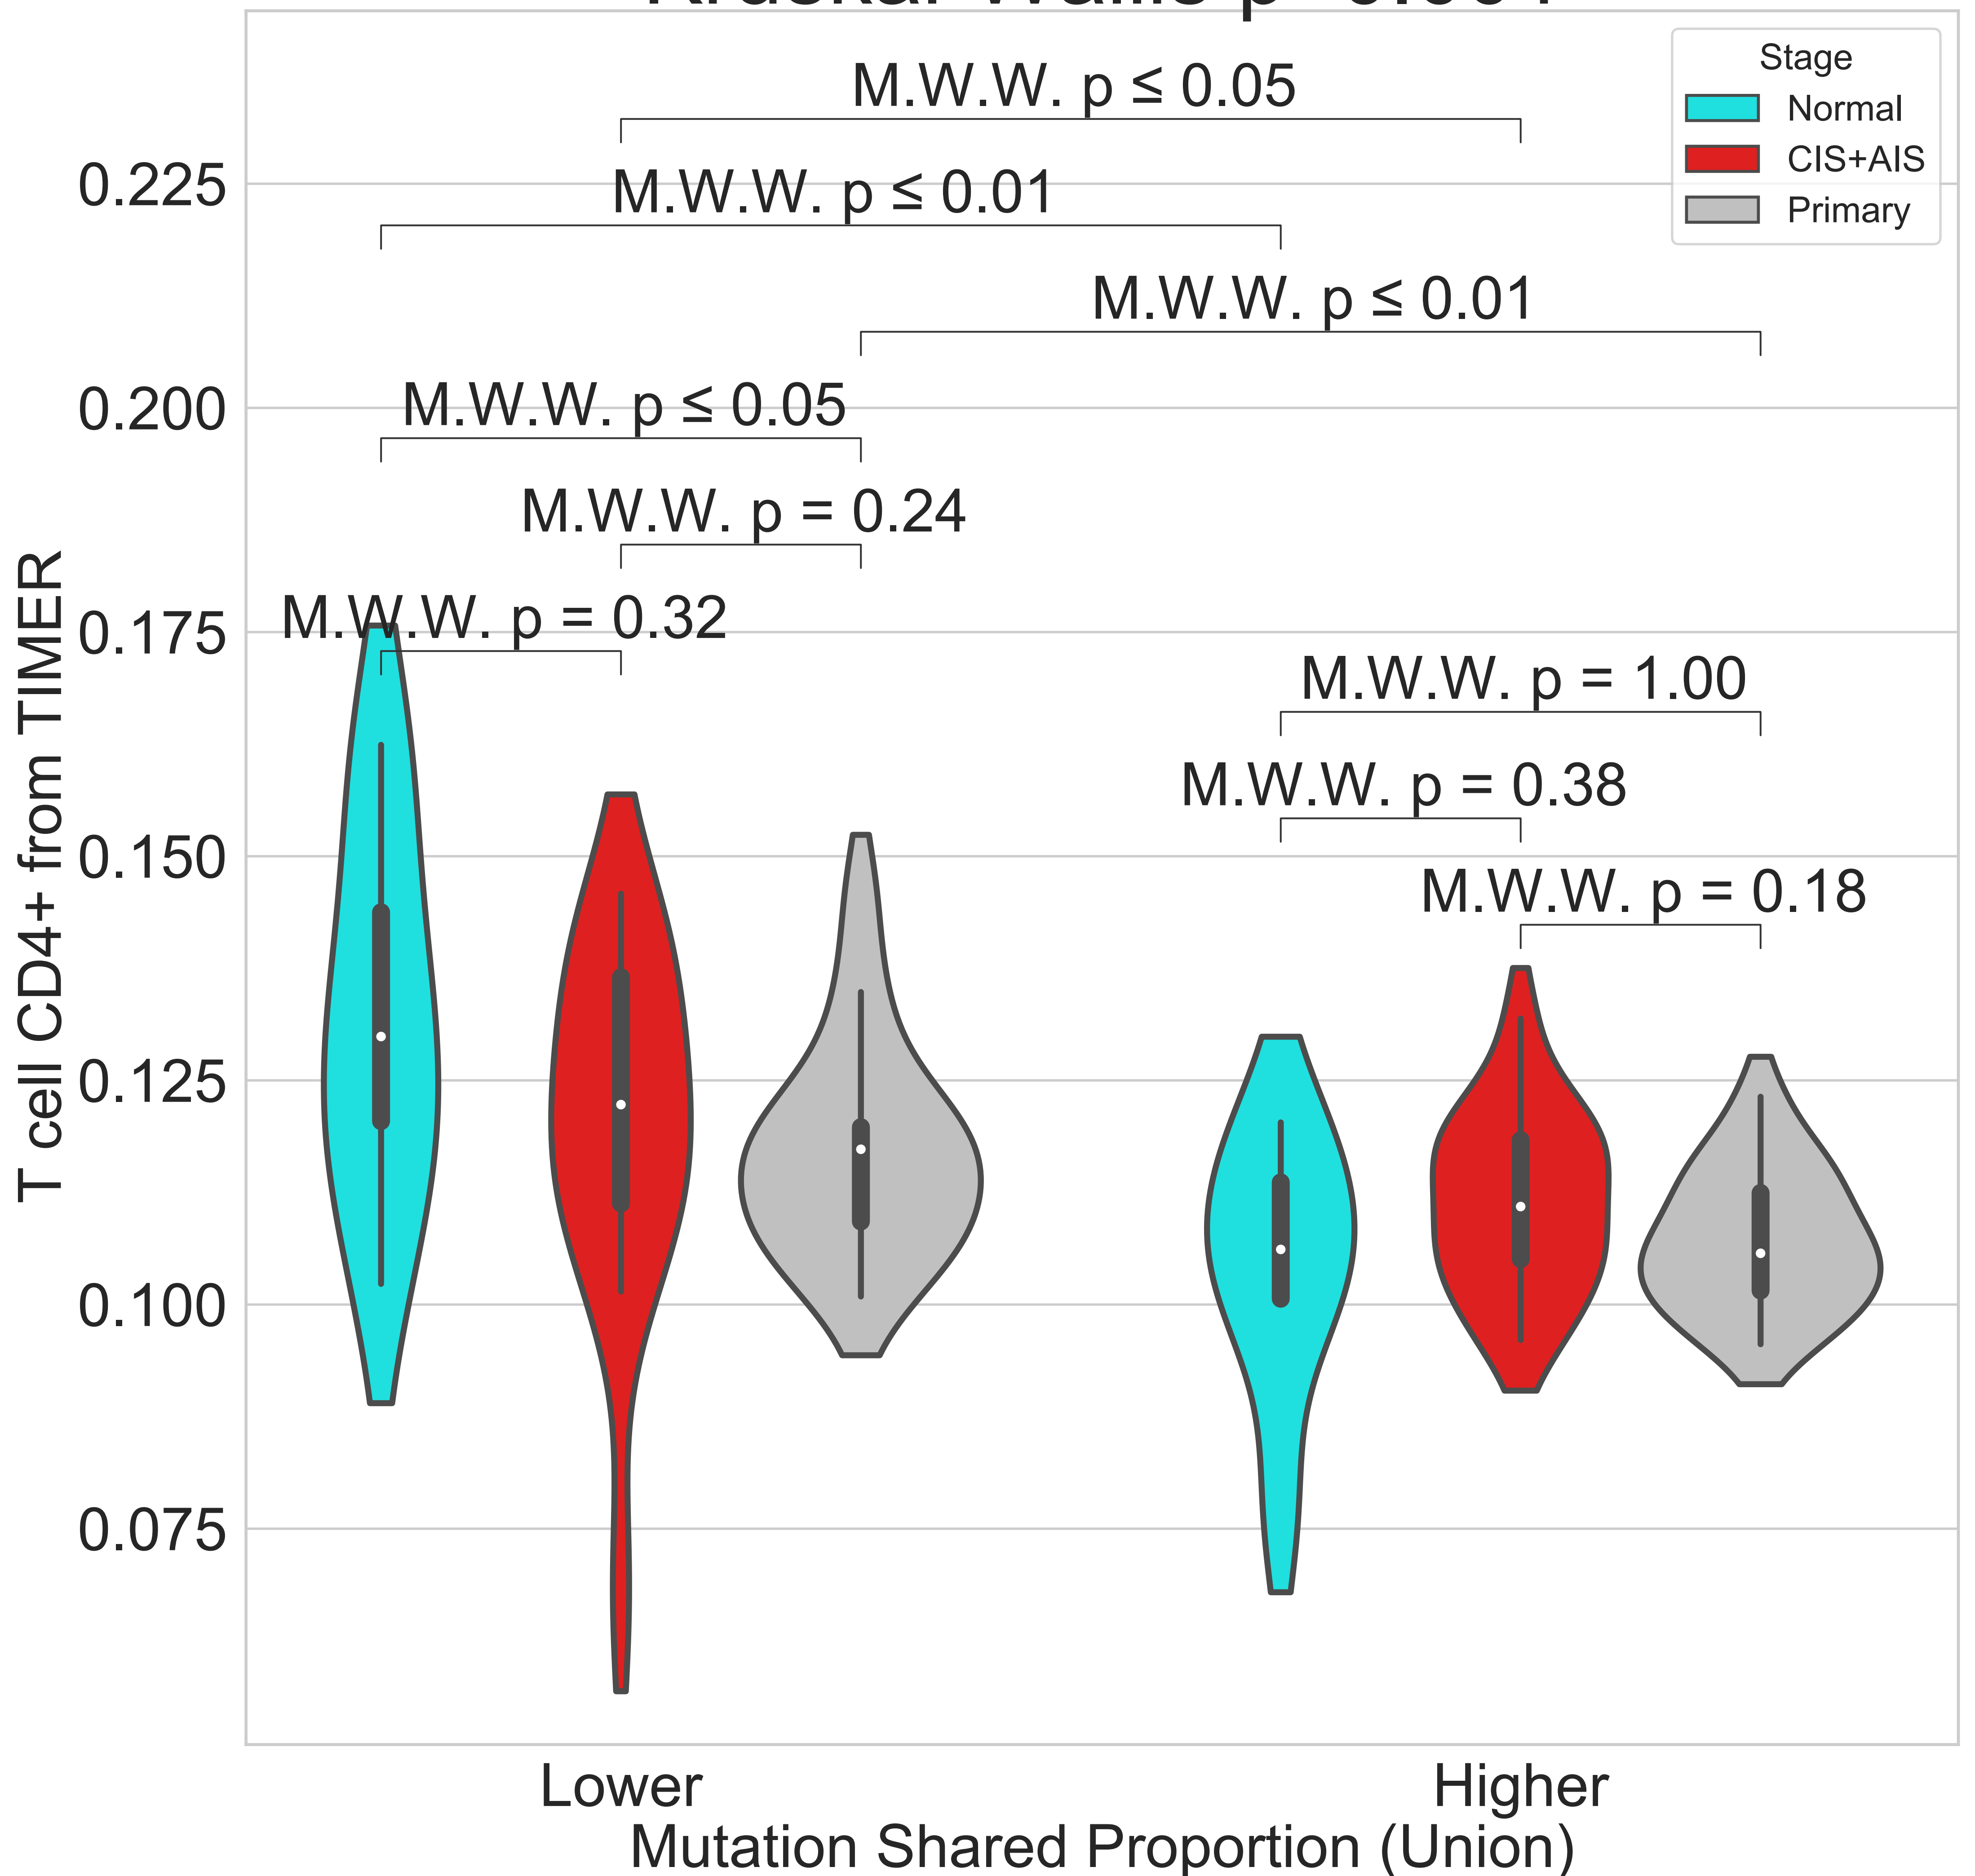 Stage
Normal
CIS+AIS
Primary
M.W.W. p ≤ 0.05
M.W.W. p ≤ 0.01
M.W.W. p ≤ 0.01
M.W.W. p ≤ 0.05
M.W.W. p = 0.24
M.W.W. p = 0.32
M.W.W. p = 1.00
M.W.W. p = 0.38
M.W.W. p = 0.18
T cell CD4+ from TIMER
0.225
0.200
0.175
0.150
0.125
0.100
0.075
Lower
Higher
Mutation Shared Proportion (Union)